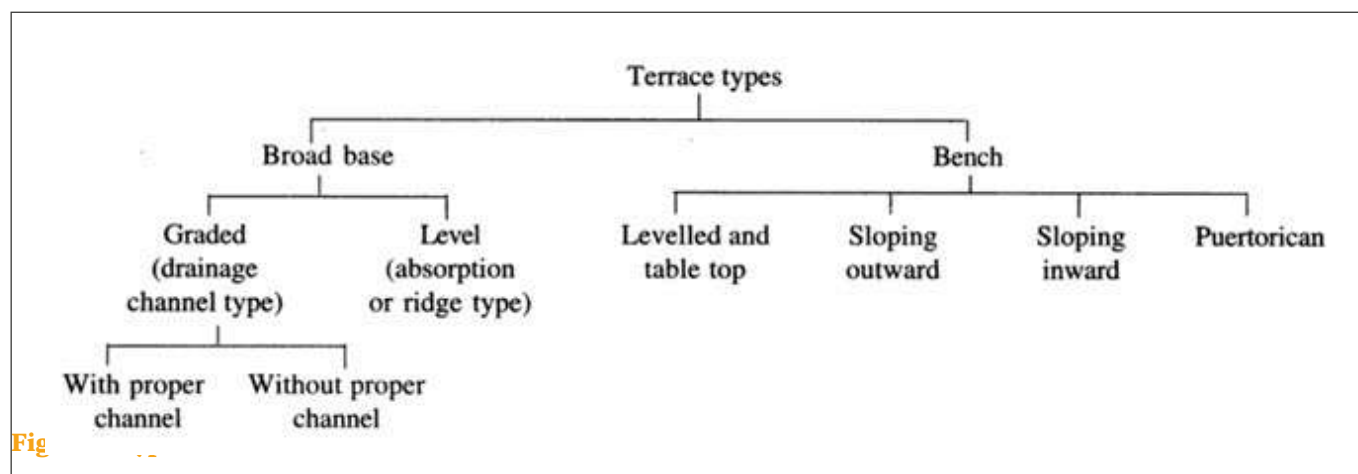 Terrace types
Broad base
Bench
Graded
(drainage
channel type)
Level
(absorption
or ridge type)
Levelled and
table top
Sloping
outward
Sloping
inward
Puertorican
With proper
channel
Without proper
channel